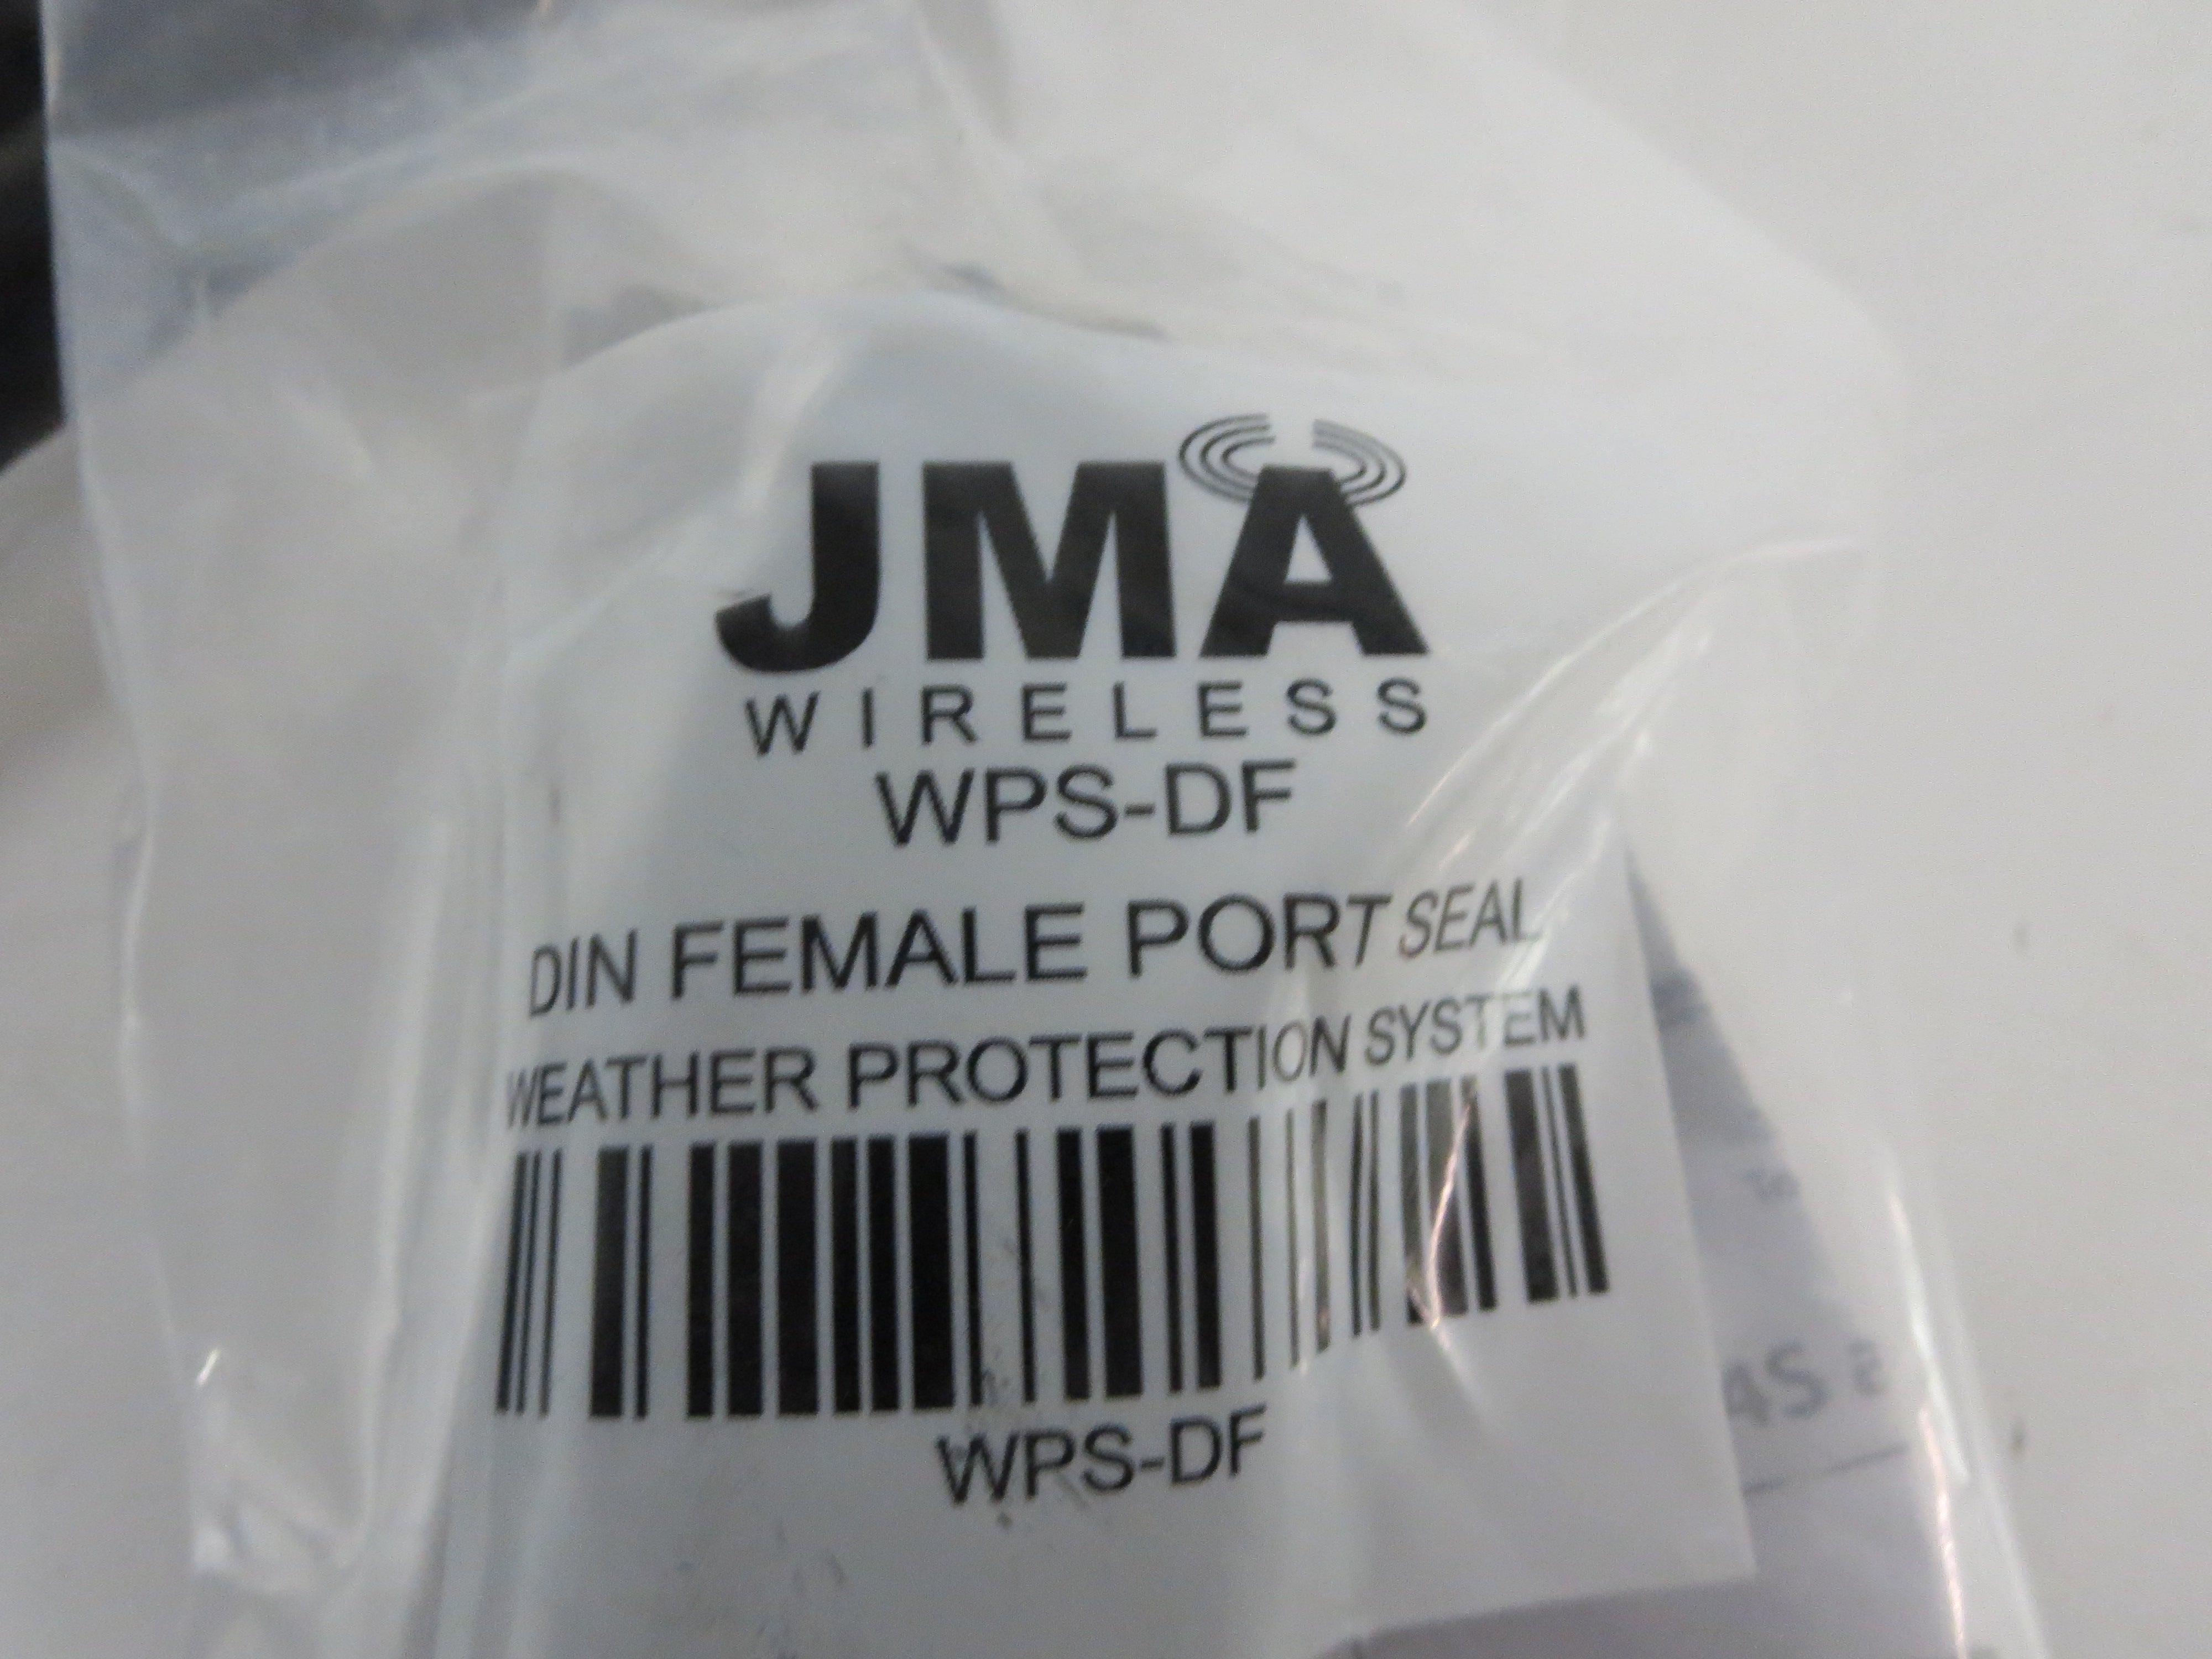 JMA
WIRELESS
WPS-DF
DIN FEMALE PORT SEAL
WEATHER PROTECTION SYSTEM
WPS-DF